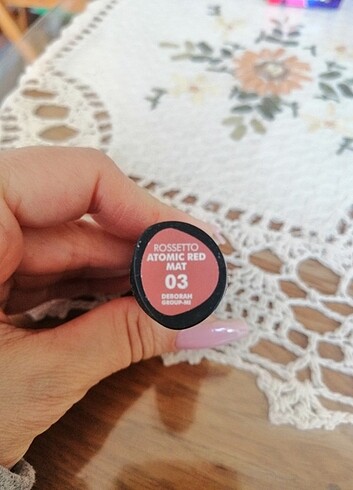 ROSSETTO
ATOMIC RED
MAT
03
DEBORAH
GROUP-MI